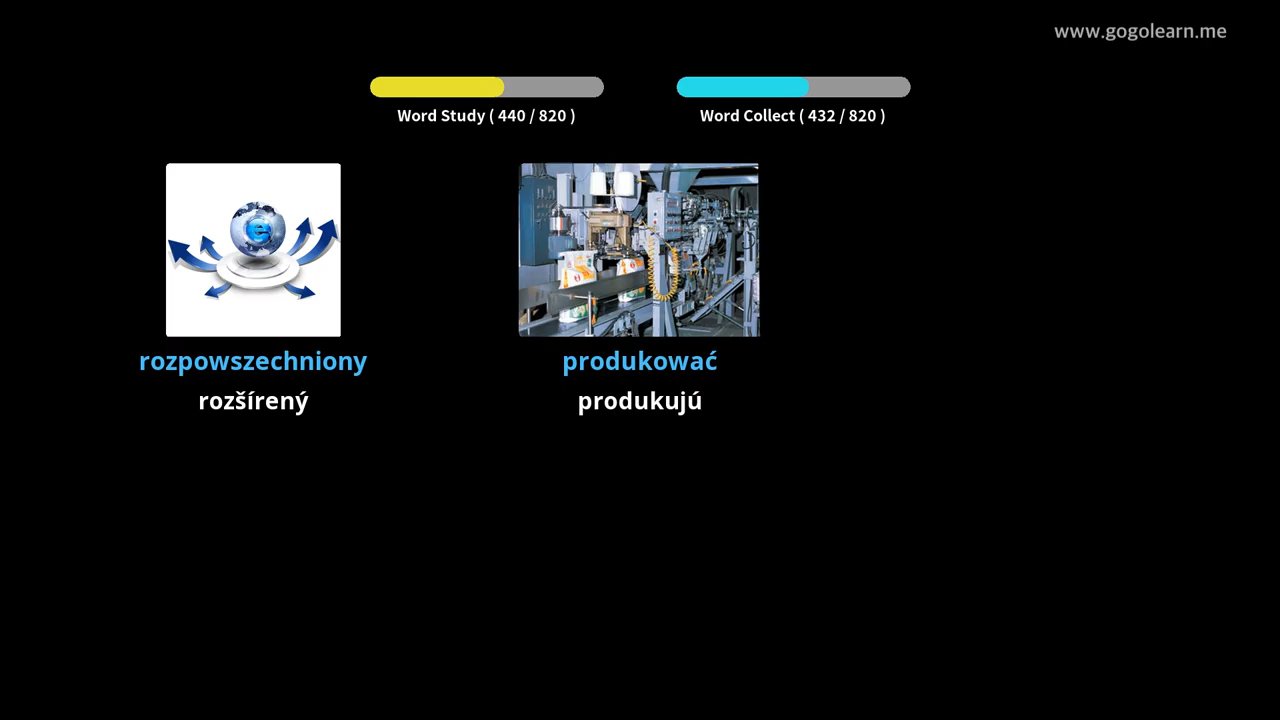 www.gogolearn.me
Word Study ( 440 / 820 )
Word Collect ( 432 / 820 )
rozpowszechniony
produkować
rozšírený
produkujú